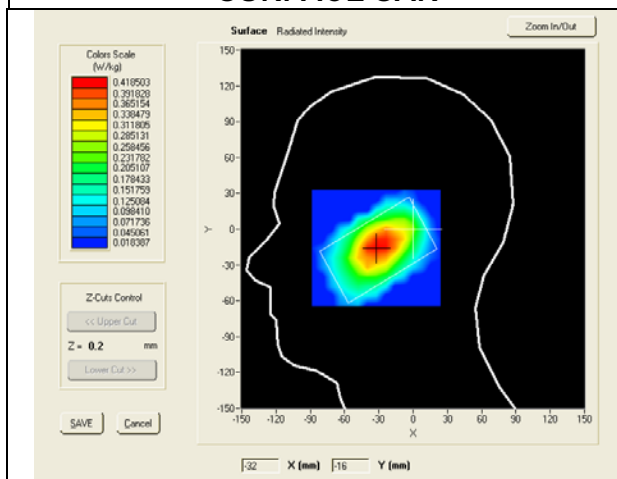 Surface Radiated Intensity
Zoom In/Out
Colors Scale
(W/kg)
0.418503
0.391828
0.365154
0.338479
0.311805
0.285131
0.258456
0.231782
0.205107
0.178433
0.151759
0.125084
0.098410
0.071736
0.045061
0.018387
Z-Cuts Control
<< Upper Cut
Z = 0.2 mm
Lower Cut >>
SAVE Cancel
150-
120-
90-
60-
30-
0-
-30-
-60-
-90-
-120-
-150-
Y
-150 -120 -90 -60 -30 0 30 60 90 120 150
X
-32 X (mm) -16 Y (mm)